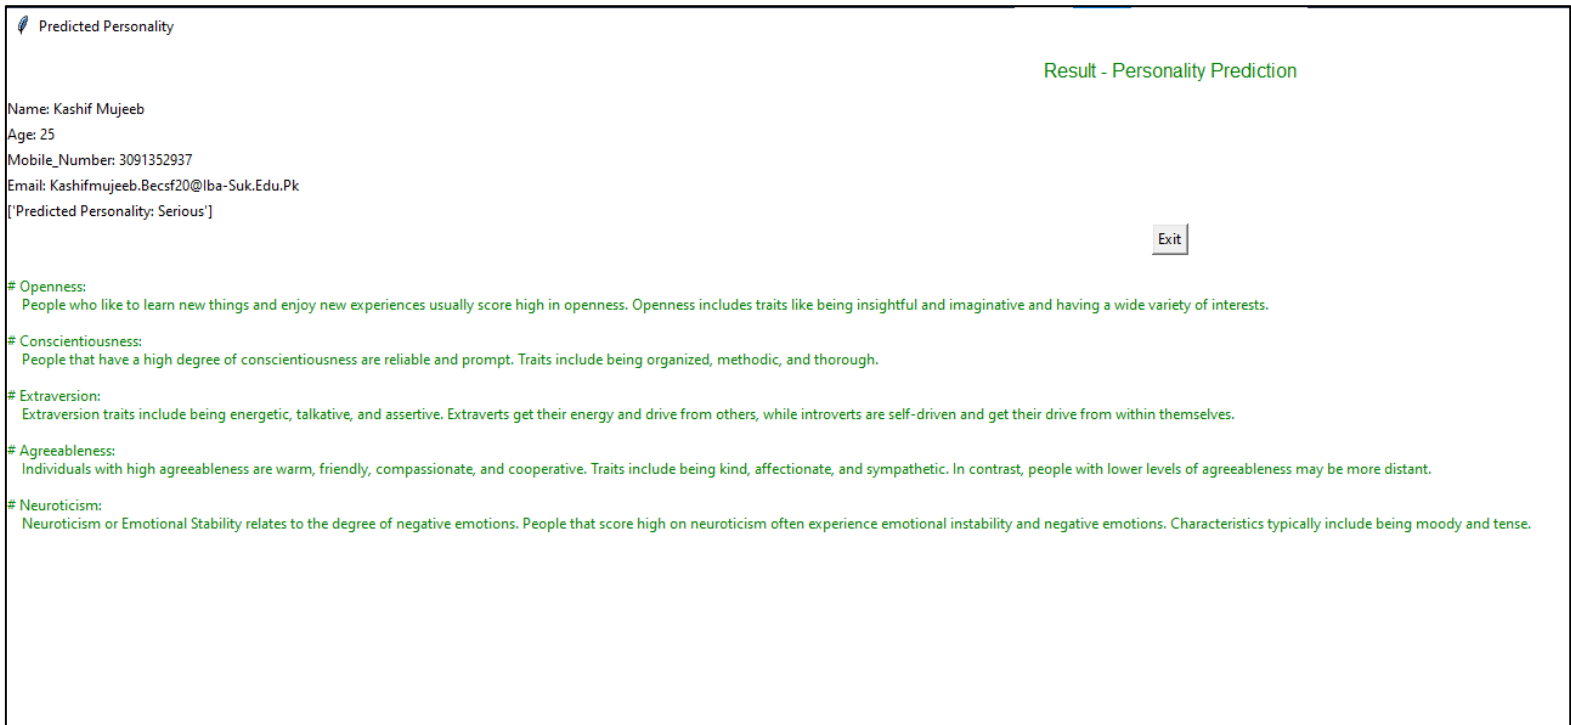 Predicted Personality
Result - Personality Prediction
Name: Kashif Mujeeb
Age: 25
Mobile_Number: 3091352937
Email: Kashifmujeeb.Becsf20@Iba-Suk.Edu.Pk
['Predicted Personality: Serious']
Exit
# Openness:
People who like to learn new things and enjoy new experiences usually score high in openness. Openness includes traits like being insightful and imaginative and having a wide variety of interests.
# Conscientiousness:
People that have a high degree of conscientiousness are reliable and prompt. Traits include being organized, methodic, and thorough.
# Extraversion:
Extraversion traits include being energetic, talkative, and assertive. Extraverts get their energy and drive from others, while introverts are self-driven and get their drive from within themselves.
# Agreeableness:
Individuals with high agreeableness are warm, friendly, compassionate, and cooperative. Traits include being kind, affectionate, and sympathetic. In contrast, people with lower levels of agreeableness may be more distant.
# Neuroticism:
Neuroticism or Emotional Stability relates to the degree of negative emotions. People that score high on neuroticism often experience emotional instability and negative emotions. Characteristics typically include being moody and tense.